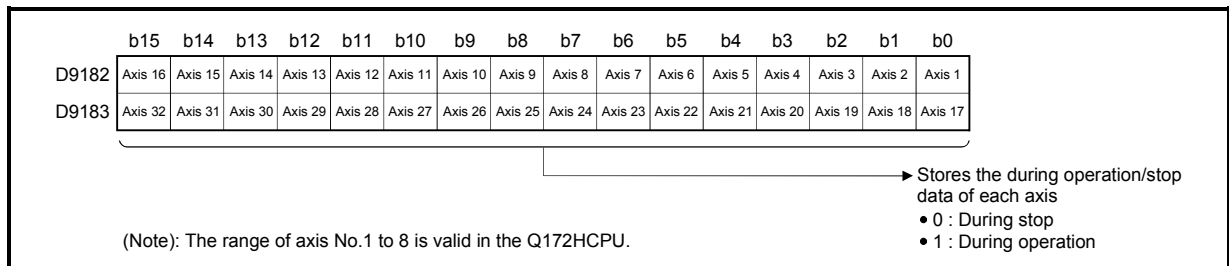 b15 b14 b13 b12 b11 b10 b9 b8 b7 b6 b5 b4 b3 b2 b1 b0
D9182 Axis 16 Axis 15 Axis 14 Axis 13 Axis 12 Axis 11 Axis 10 Axis 9 Axis 8 Axis 7 Axis 6 Axis 5 Axis 4 Axis 3 Axis 2 Axis 1
D9183 Axis 32 Axis 31 Axis 30 Axis 29 Axis 28 Axis 27 Axis 26 Axis 25 Axis 24 Axis 23 Axis 22 Axis 21 Axis 20 Axis 19 Axis 18 Axis 17
Stores the during operation/stop
data of each axis
• 0 : During stop
• 1 : During operation
(Note): The range of axis No.1 to 8 is valid in the Q172HCPU.